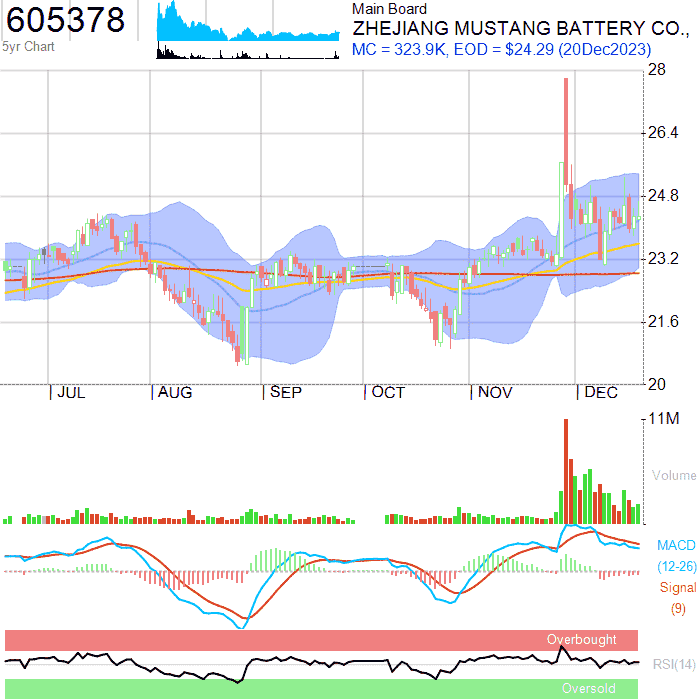 605378
5yr Chart
Main Board
ZHEJIANG MUSTANG BATTERY CO.,
MC = 323.9K, EOD = $24.29 (20Dec2023)
28
26.4
24.8
23.2
21.6
20
JUL AUG SEP OCT NOV DEC
11M
Volume
MACD
(12-26)
Signal
(9)
Overbought
RSI(14)
Oversold